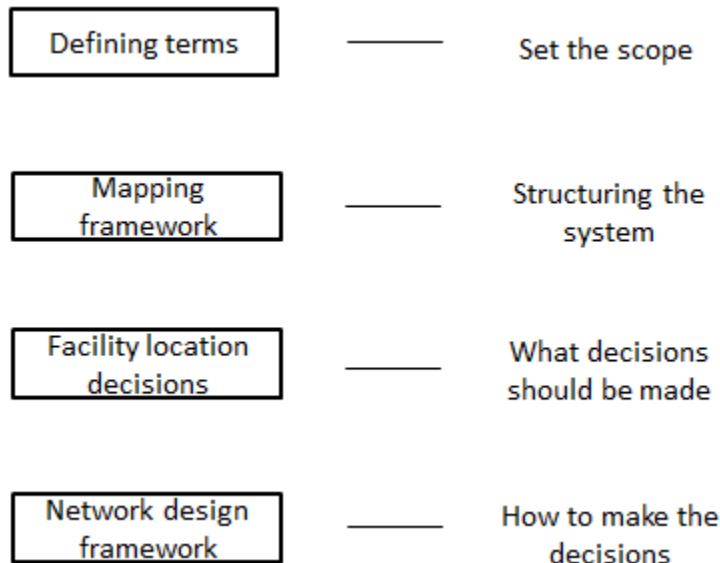 Defining terms
Set the scope
Mapping
framework
Structuring the
system
Facility location
decisions
What decisions
should be made
Network design
framework
How to make the
decisions